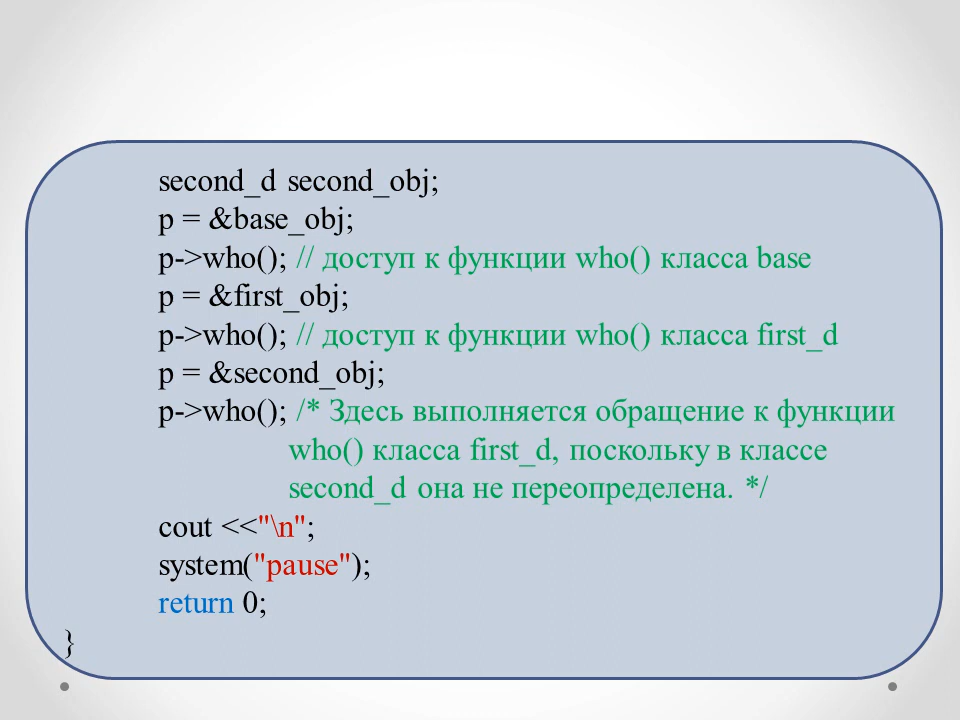 second_d second_obj;
p = &base_obj;
p->who(); // доступ к функции who() класса base
p = &first_obj;
p->who(); // доступ к функции who() класса first_d
p = &second_obj;
p->who(); /* Здесь выполняется обращение к функции
who() класса first_d, поскольку в классе
second_d она не переопределена. */
cout <<"\n";
system("pause");
return 0;
}